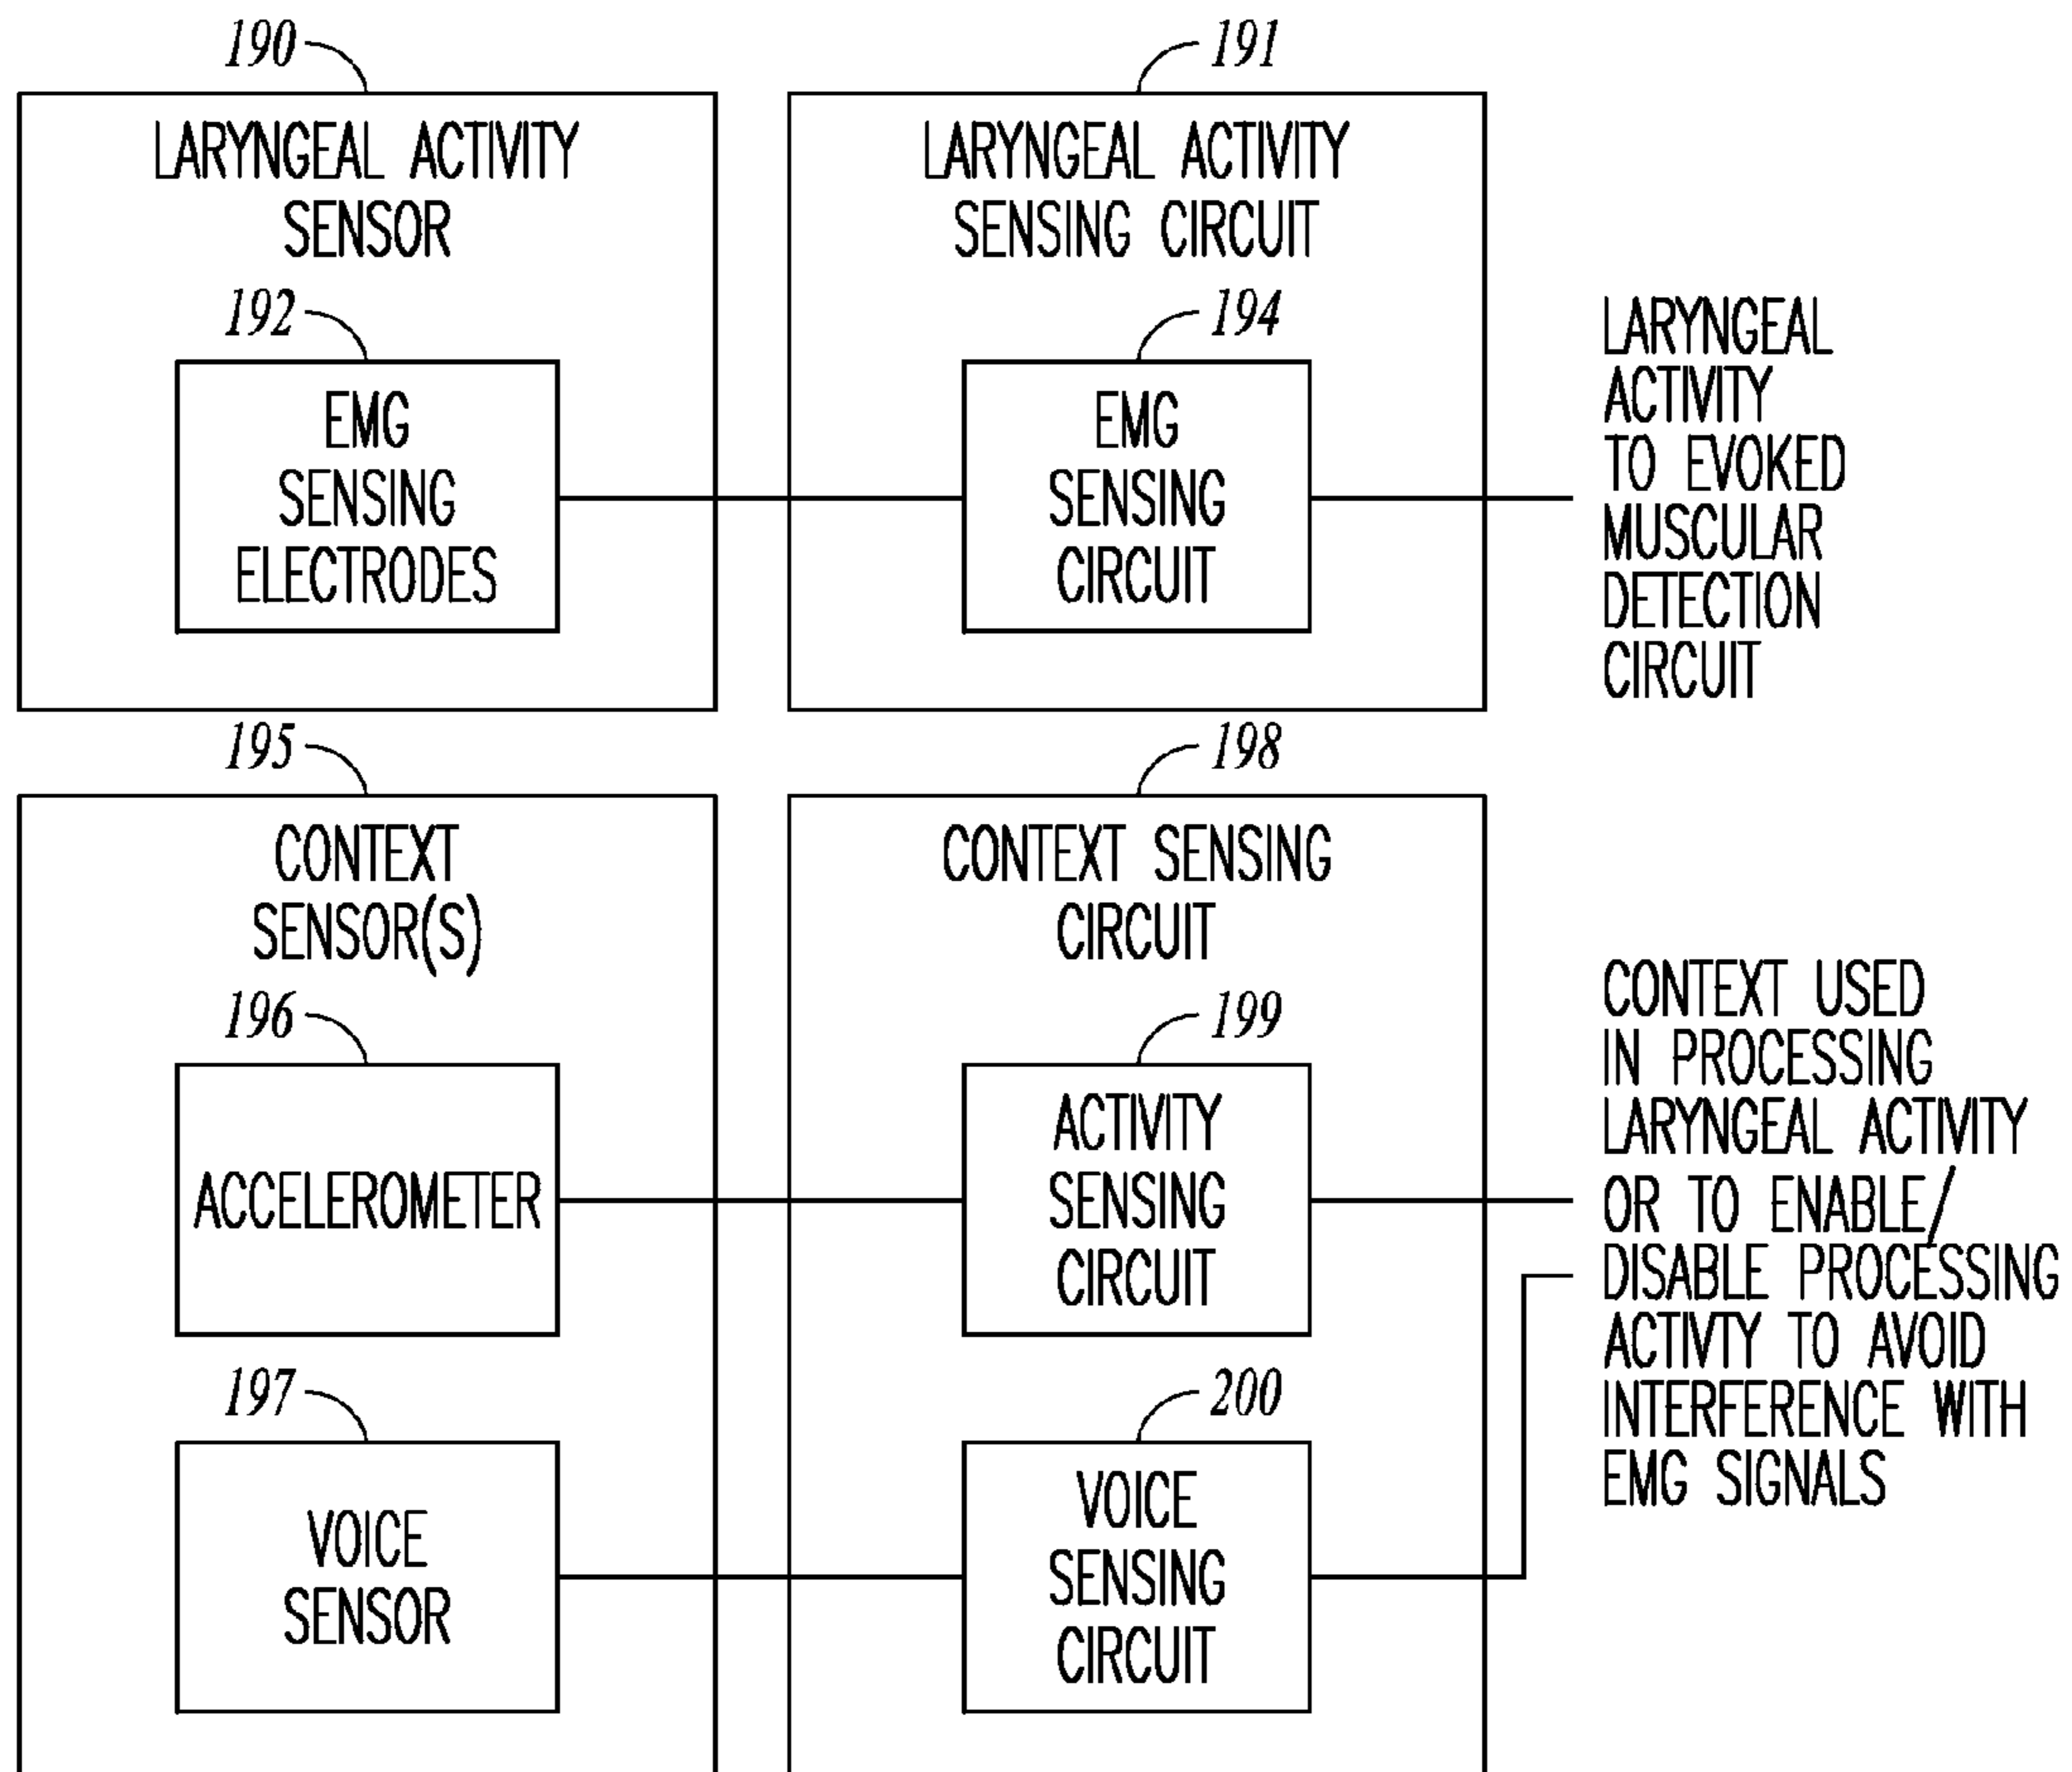 190
LARYNGEAL ACTIVITY
SENSOR
192
EMG
SENSING
ELECTRODES
191
LARYNGEAL ACTIVITY
SENSING CIRCUIT
194
EMG
SENSING
CIRCUIT
LARYNGEAL
ACTIVITY
TO EVOKED
MUSCULAR
DETECTION
CIRCUIT
195
CONTEXT
SENSOR(S)
196
ACCELEROMETER
197
VOICE
SENSOR
198
CONTEXT SENSING
CIRCUIT
199
ACTIVITY
SENSING
CIRCUIT
200
VOICE
SENSING
CIRCUIT
CONTEXT USED
IN PROCESSING
LARYNGEAL ACTIVITY
OR TO ENABLE/
DISABLE PROCESSING
ACTIVTY TO AVOID
INTERFERENCE WITH
EMG SIGNALS